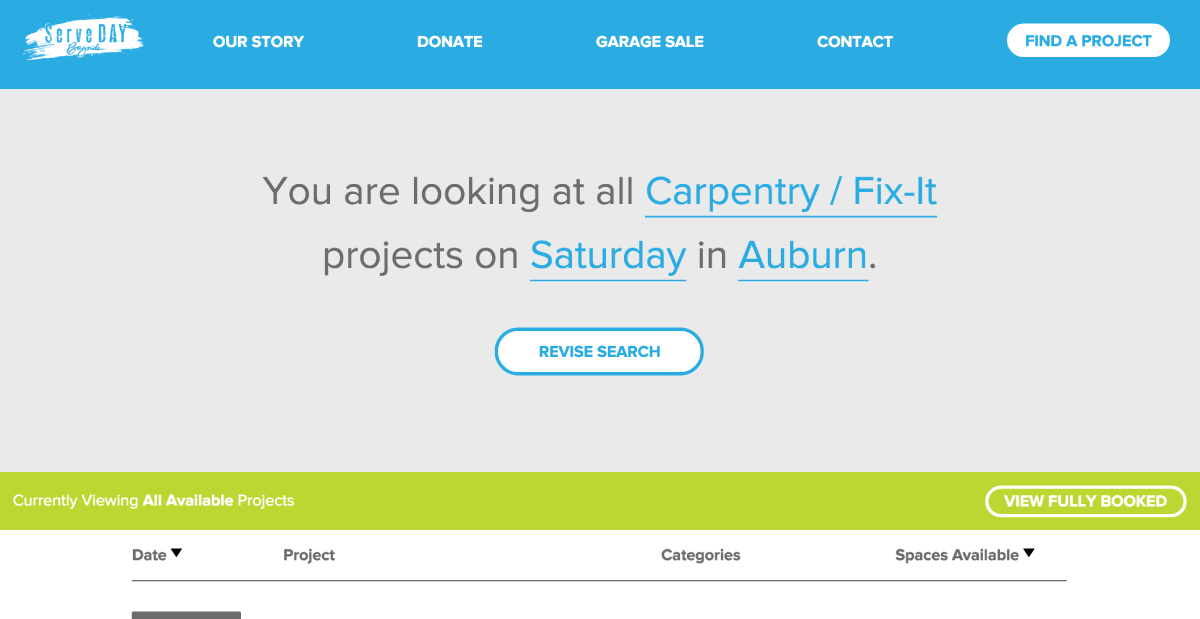 Serve DAY
Bayside
OUR STORY
DONATE
GARAGE SALE
CONTACT
FIND A PROJECT
You are looking at all Carpentry / Fix-It
projects on Saturday in Auburn.
REVISE SEARCH
Currently Viewing All Available Projects
VIEW FULLY BOOKED
Date
Project
Categories
Spaces Available